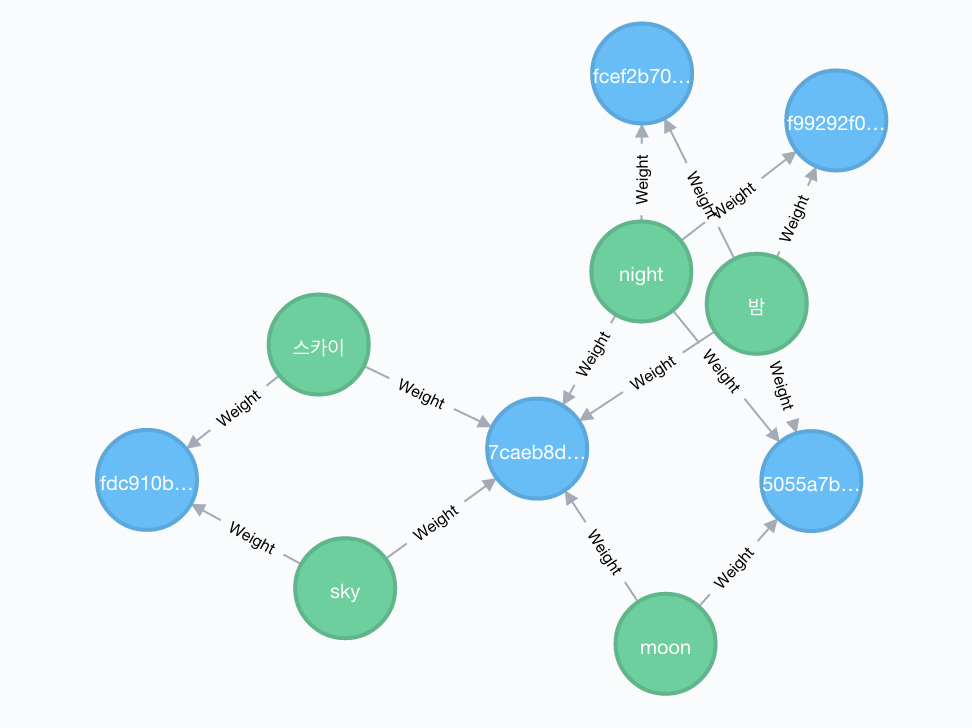 fcef2b70...
f99292f0...
Weight
Weight
Weight
Weight
night
밤
스카이
Weight
Weight
Weight
Weight
Weight
Weight
7caeb8d...
fdc910b...
5055a7b...
Weight
Weight
Weight
Weight
sky
moon